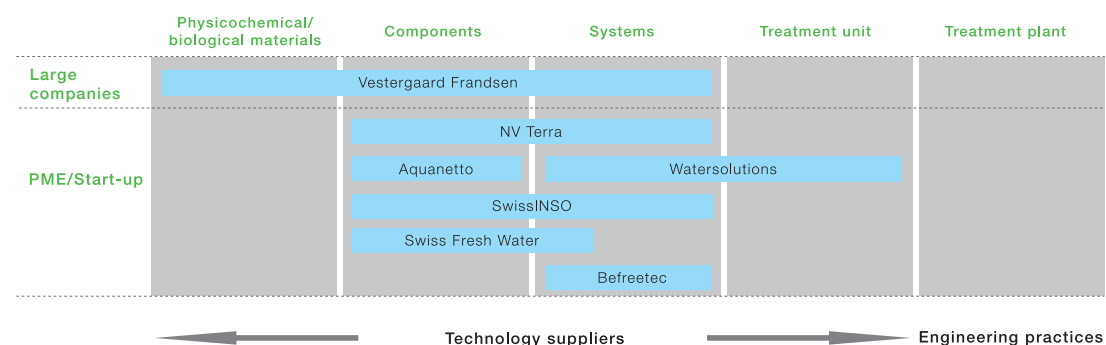 Physicochemical/
biological materials
Components
Systems
Treatment unit
Treatment plant
Large
companies
Vestergaard Frandsen
NV Terra
PME/Start-up
Aquanetto
Watersolutions
SwissINSO
Swiss Fresh Water
Befreetec
Technology suppliers
Engineering practices